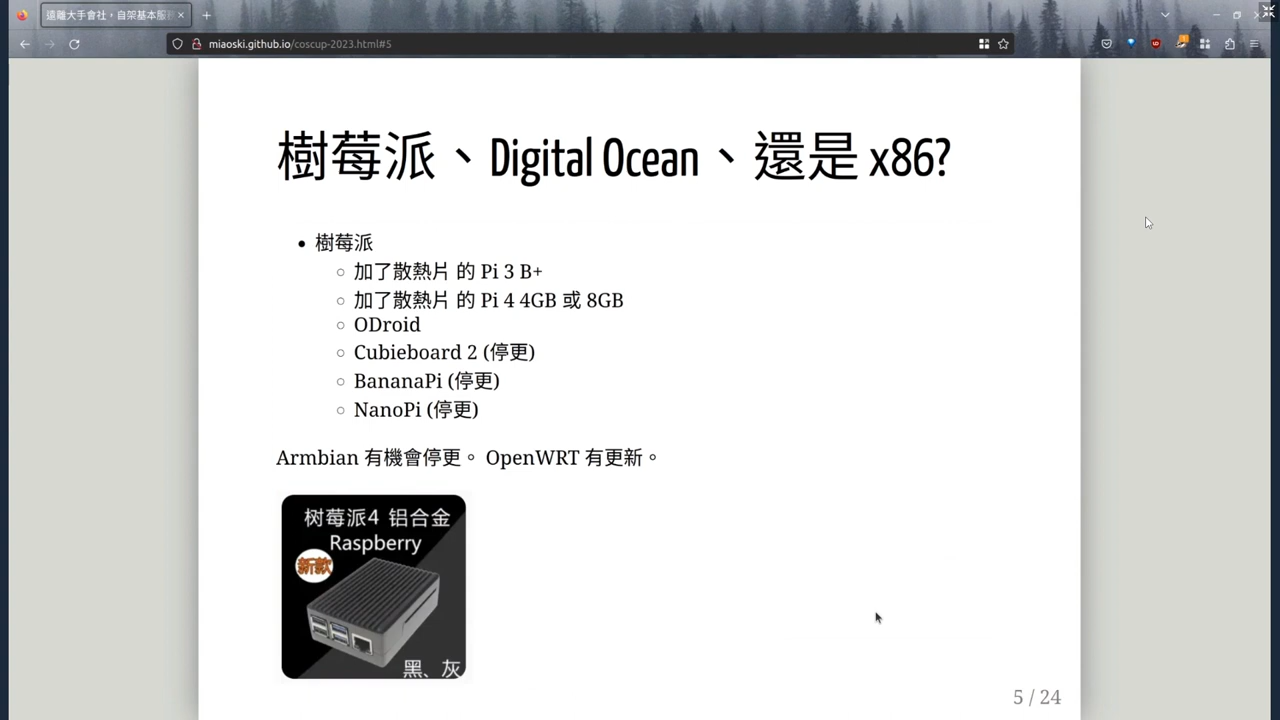 遠離大手會社，自架基本服務
miaoski.github.io/coscup-2023.html#5
樹莓派、Digital Ocean、還是 x86?
樹莓派
加了散熱片 的 Pi 3 B+
加了散熱片 的 Pi 4 4GB 或 8GB
ODroid
Cubieboard 2 (停更)
BananaPi (停更)
NanoPi (停更)
Armbian 有機會停更。 OpenWRT 有更新。
树莓派4 铝合金
Raspberry
新款
黑、灰
5 / 24